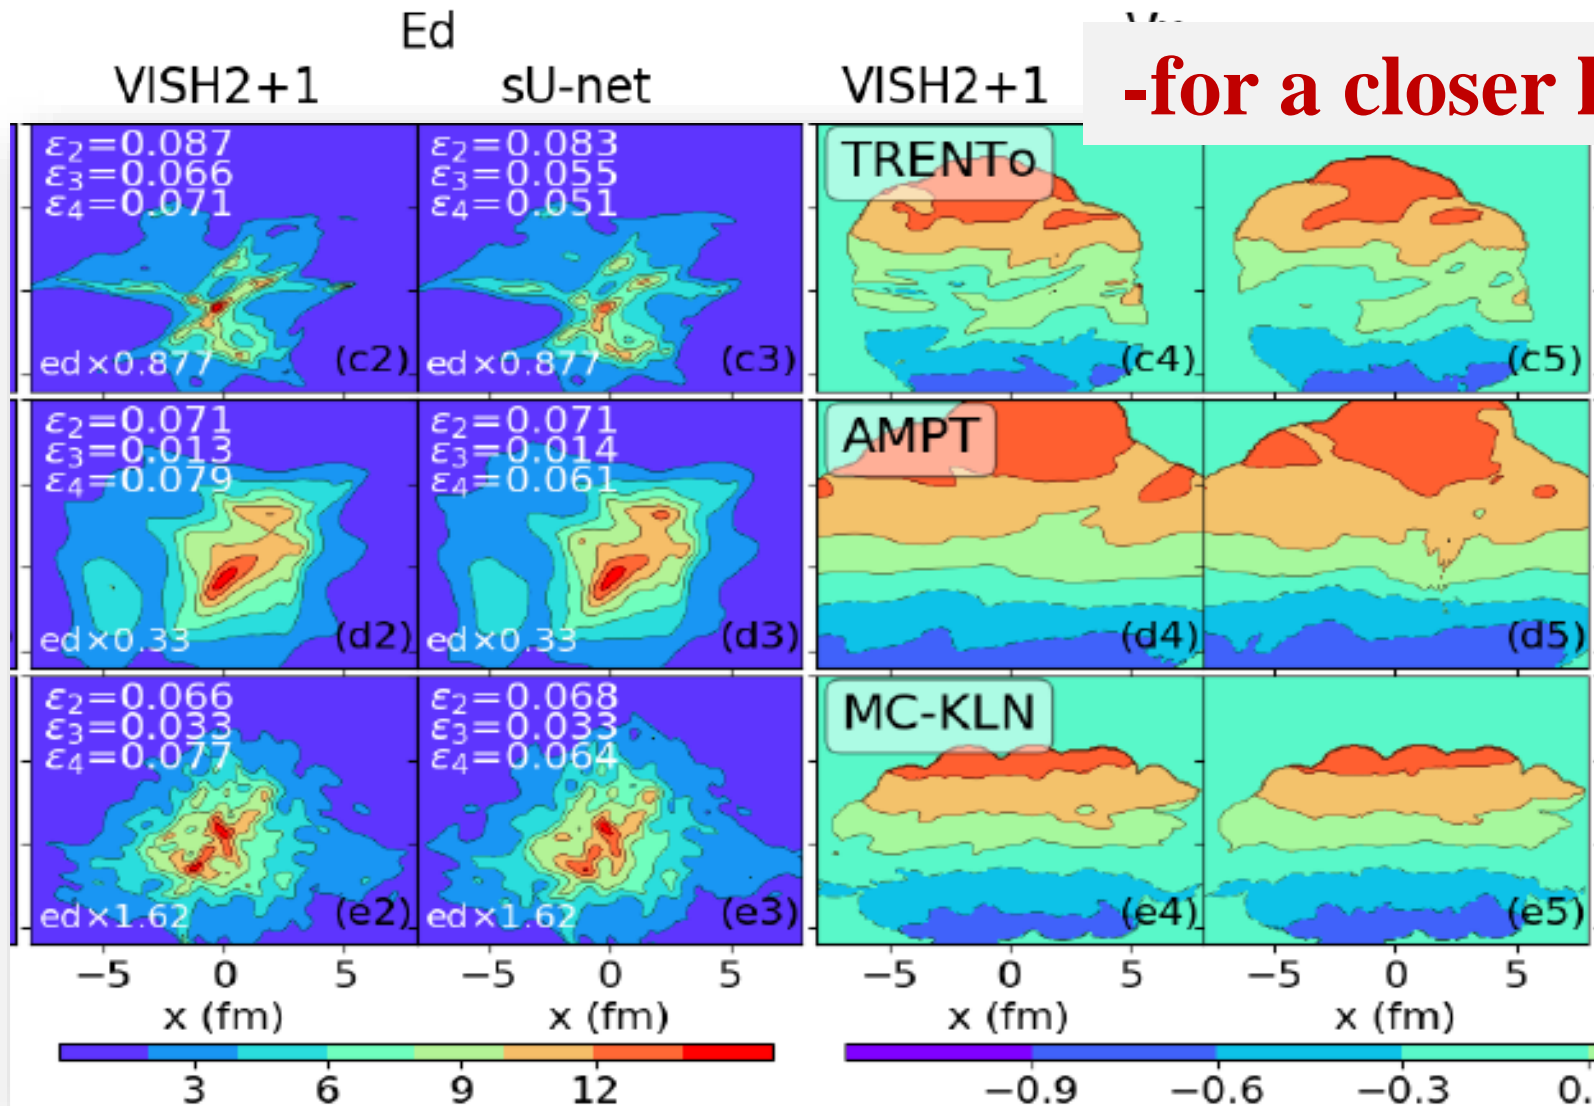 Ed
-for a closer
VISH2+1 sU-net VISH2+1
ε2=0.087
ε3=0.066
ε4=0.071
ed×0.877
(c2)
ε2=0.083
ε3=0.055
ε4=0.051
ed×0.877
(c3)
TRENTo
(c4)
(c5)
ε2=0.071
ε3=0.013
ε4=0.079
ed×0.33
(d2)
ε2=0.071
ε3=0.014
ε4=0.061
ed×0.33
(d3)
AMPT
(d4)
(d5)
ε2=0.066
ε3=0.033
ε4=0.077
ed×1.62
(e2)
ε2=0.068
ε3=0.033
ε4=0.064
ed×1.62
(e3)
MC-KLN
(e4)
(e5)
−5 0 5 −5 0 5 −5 0 5 −5 0 5
x (fm) x (fm) x (fm) x (fm)
3 6 9 12 −0.9 −0.6 −0.3 0.